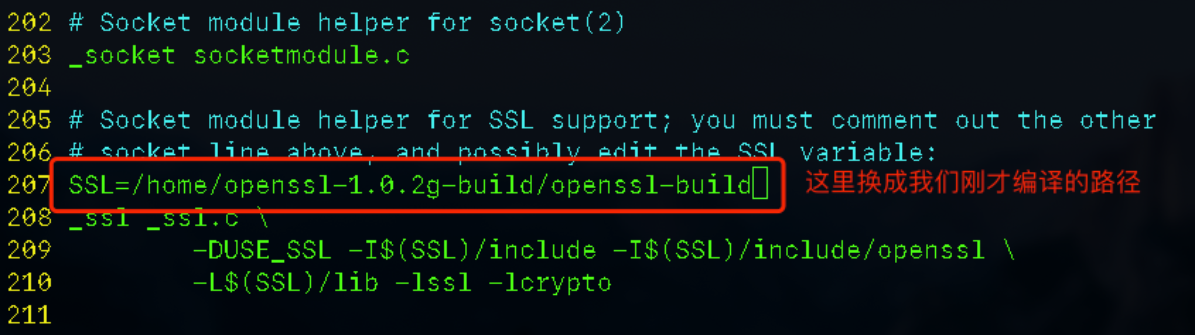 202 # Socket module helper for socket(2)
203 _socket socketmodule.c
204
205 # Socket module helper for SSL support; you must comment out the other
206 # socket line above, and possibly edit the SSL variable:
207 SSL=/home/openssl-1.0.2g-build/openssl-build 这里换成我们刚才编译的路径
208 _ssl _ssl.c \
209         -DUSE_SSL -I$(SSL)/include -I$(SSL)/include/openssl \
210         -L$(SSL)/lib -lssl -lcrypto
211